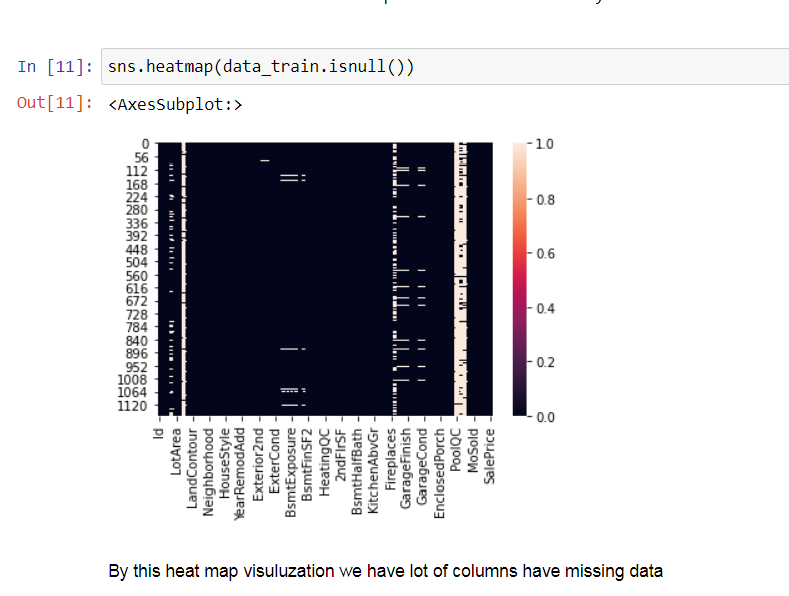 In [11]: sns.heatmap(data_train.isnull())
Out[11]: <AxesSubplot:>
0
56
112
168
224
280
336
392
448
504
560
616
672
728
784
840
896
952
1008
1064
1120
1.0
0.8
0.6
0.4
0.2
0.0
Id
LotArea
LandContour
Neighborhood
HouseStyle
YearRemodAdd
Exterior2nd
ExterCond
BsmtExposure
BsmtFinSF2
HeatingQC
2ndFlrSF
BsmtHalfBath
KitchenAbvGr
Fireplaces
GarageFinish
GarageCond
EnclosedPorch
PoolQC
MoSold
SalePrice
By this heat map visuluzation we have lot of columns have missing data